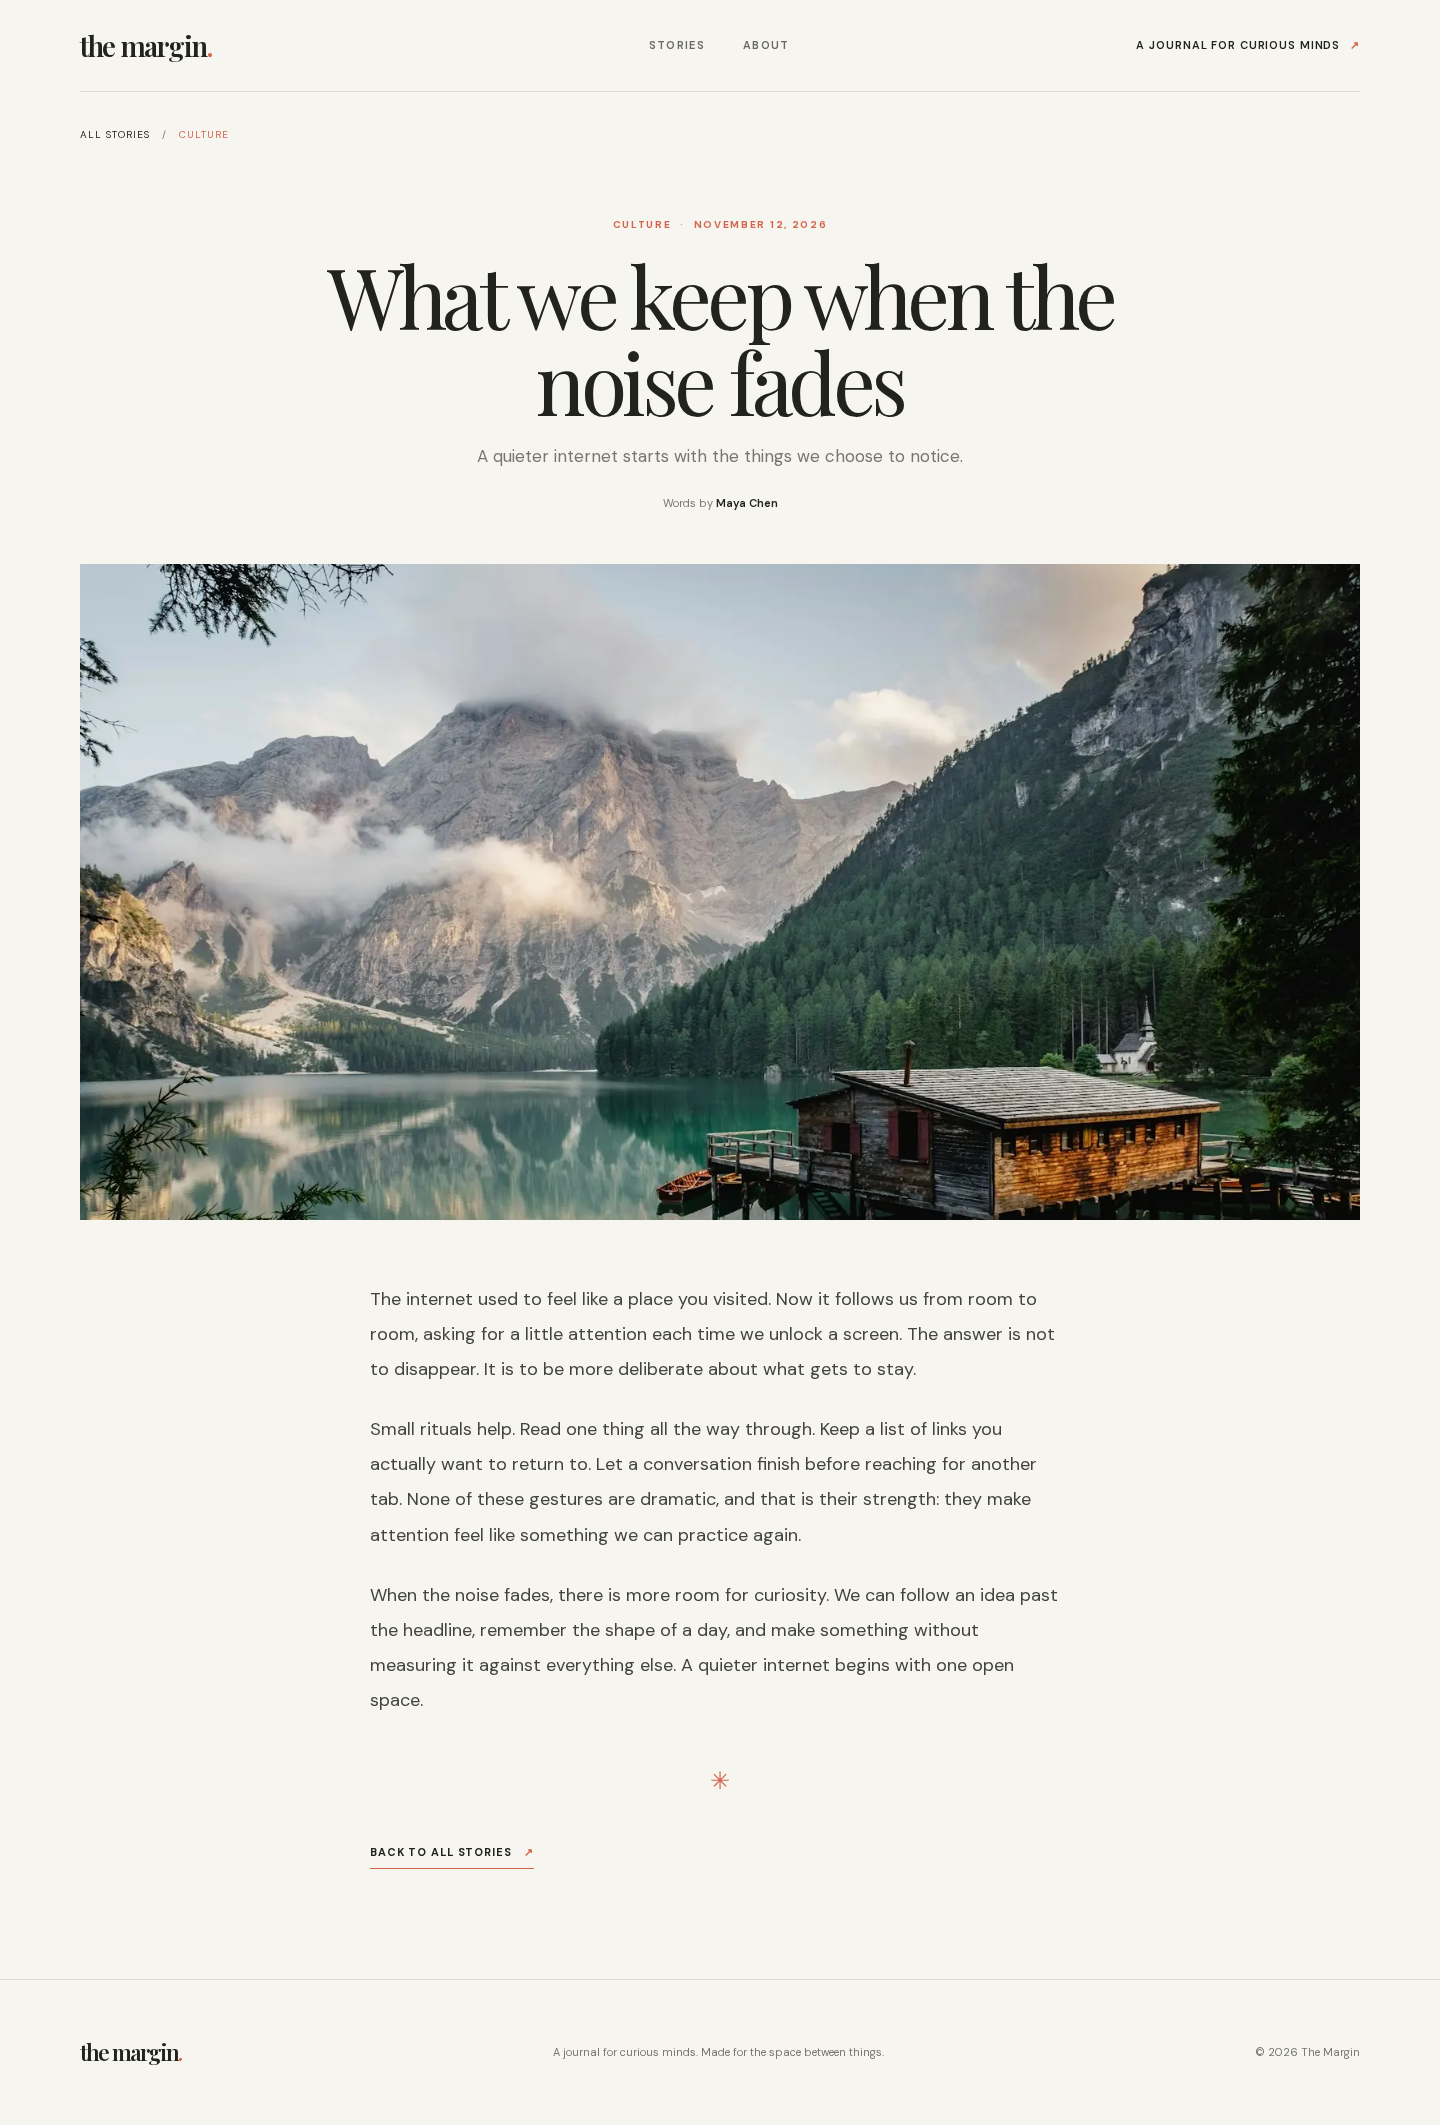 the margin.
STORIES ABOUT
A JOURNAL FOR CURIOUS MINDS ↗
ALL STORIES / CULTURE
CULTURE · NOVEMBER 12, 2026
What we keep when the
noise fades
A quieter internet starts with the things we choose to notice.
Words by Maya Chen
The internet used to feel like a place you visited. Now it follows us from room to
room, asking for a little attention each time we unlock a screen. The answer is not
to disappear. It is to be more deliberate about what gets to stay.
Small rituals help. Read one thing all the way through. Keep a list of links you
actually want to return to. Let a conversation finish before reaching for another
tab. None of these gestures are dramatic, and that is their strength: they make
attention feel like something we can practice again.
When the noise fades, there is more room for curiosity. We can follow an idea past
the headline, remember the shape of a day, and make something without
measuring it against everything else. A quieter internet begins with one open
space.
✳
BACK TO ALL STORIES ↗
the margin.
A journal for curious minds. Made for the space between things.
© 2026 The Margin